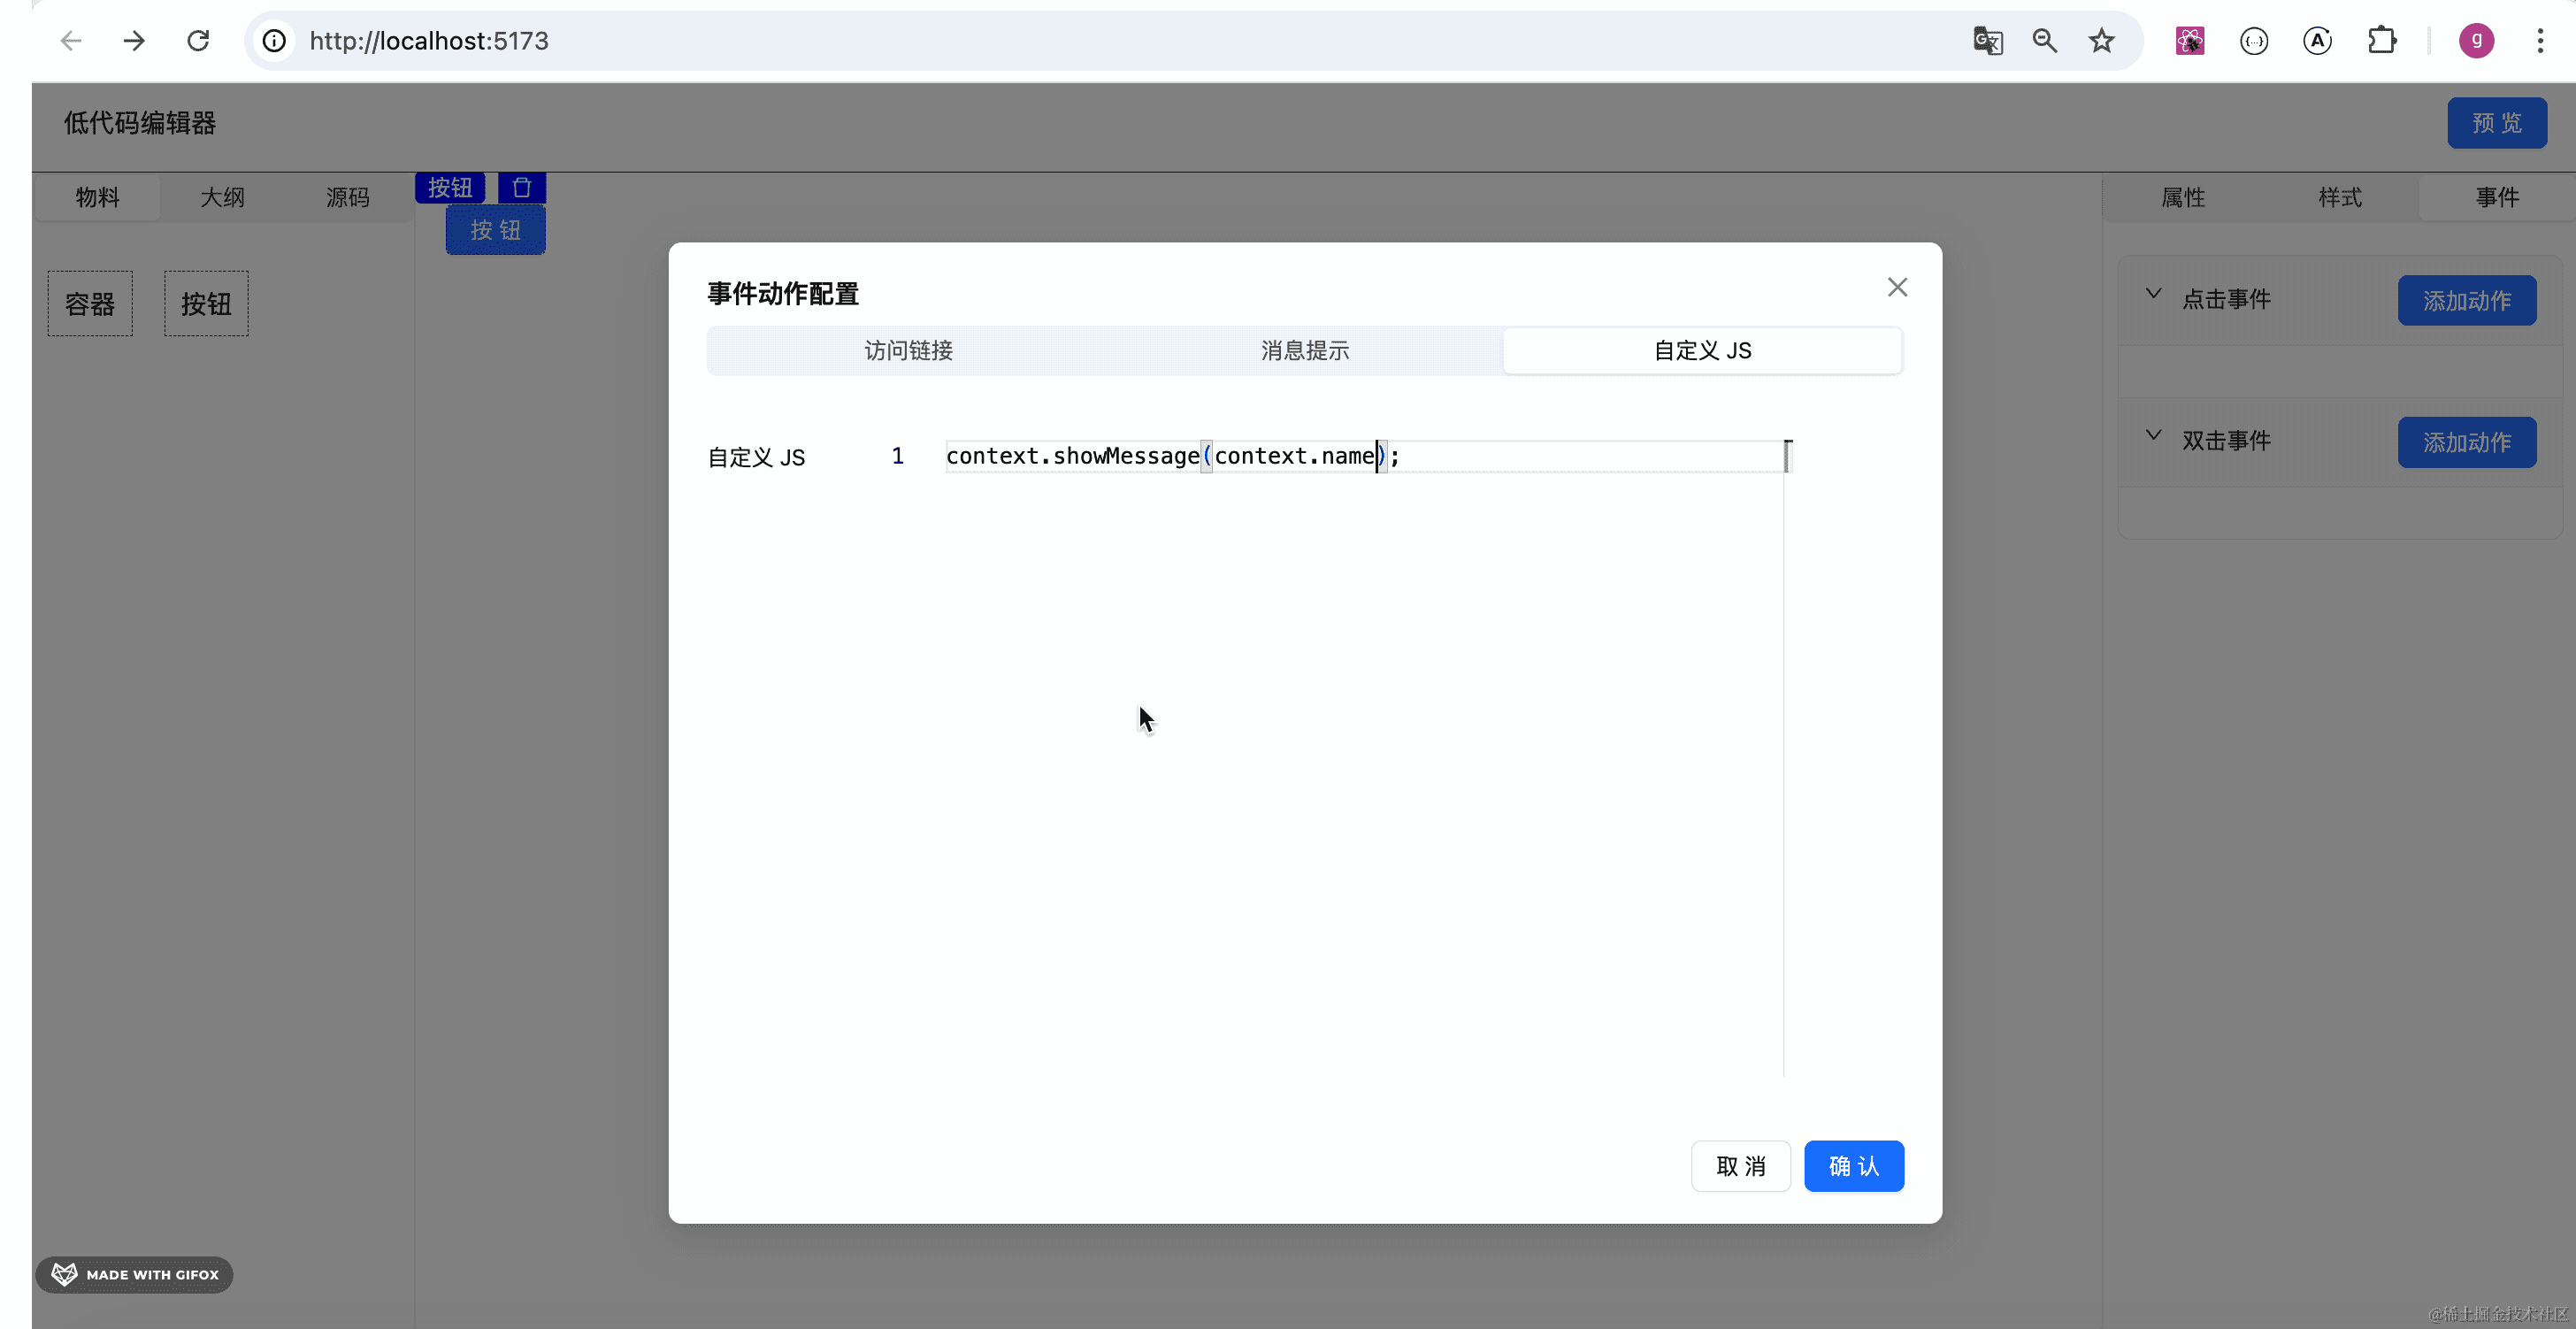 http://localhost:5173
g
低代码编辑器
预 览
物料
大纲
源码
按钮
按 钮
属性
样式
事件
容器
按钮
点击事件
添加动作
双击事件
添加动作
事件动作配置
访问链接
消息提示
自定义 JS
自定义 JS
1
context.showMessage(context.name);
取 消
确 认
MADE WITH GIFOX
@稀土掘金技术社区